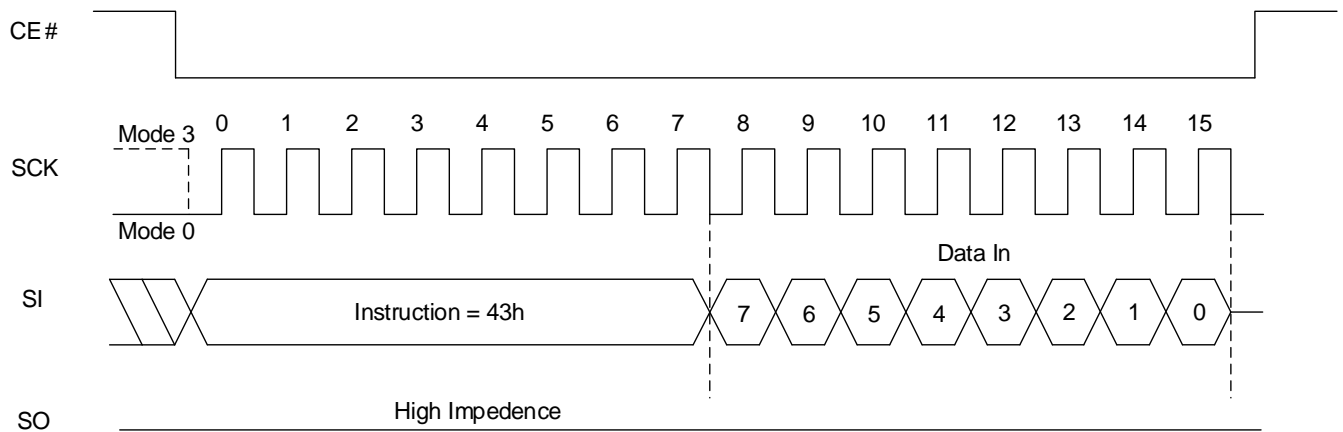 CE#
Mode 3 0 1 2 3 4 5 6 7 8 9 10 11 12 13 14 15
SCK
Mode 0
Data In
SI Instruction = 43h 7 6 5 4 3 2 1 0
High Impedence
SO